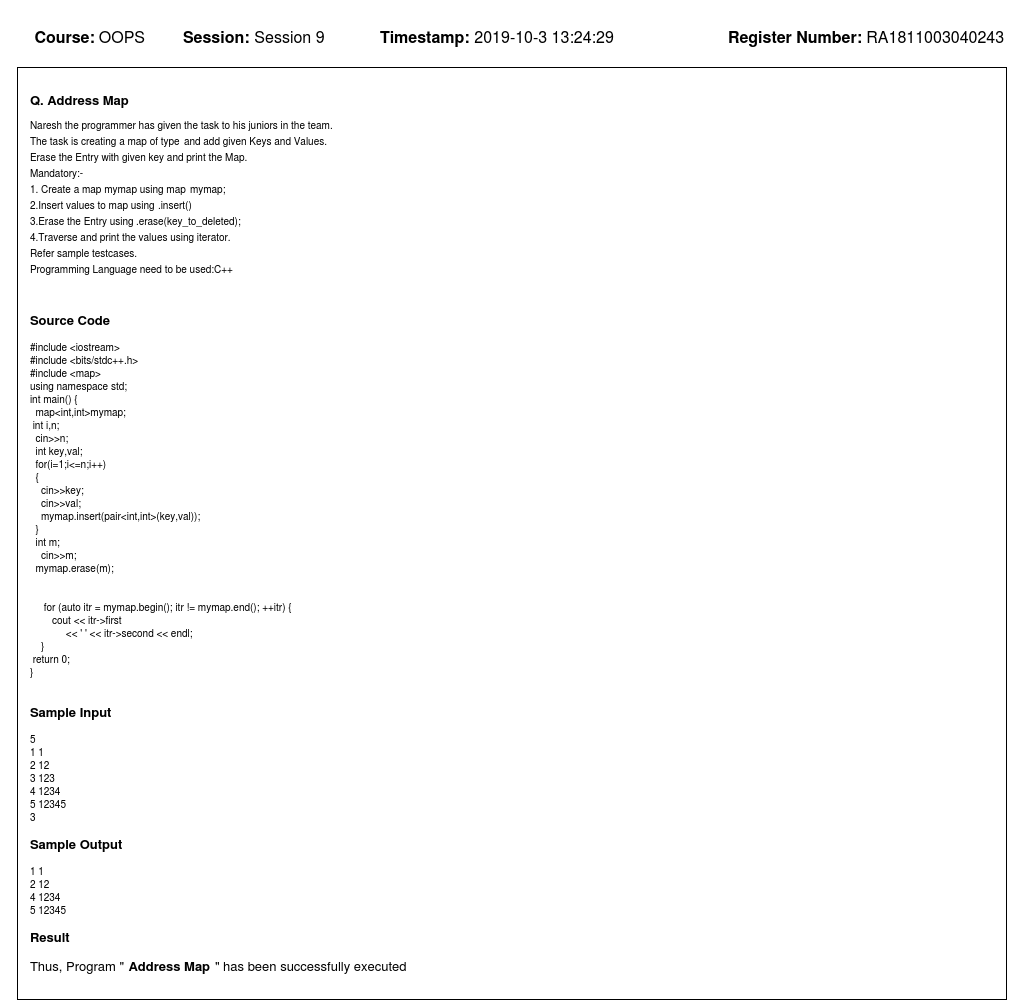 Course: OOPS Session: Session 9 Timestamp: 2019-10-3 13:24:29 Register Number: RA1811003040243
Q. Address Map
Naresh the programmer has given the task to his juniors in the team.
The task is creating a map of type  and add given Keys and Values.
Erase the Entry with given key and print the Map.
Mandatory:-
1. Create a map mymap using map  mymap;
2.Insert values to map using .insert()
3.Erase the Entry using .erase(key_to_deleted);
4.Traverse and print the values using iterator.
Refer sample testcases.
Programming Language need to be used:C++
Source Code
#include <iostream>
#include <bits/stdc++.h>
#include <map>
using namespace std;
int main() {
  map<int,int>mymap;
 int i,n;
  cin>>n;
  int key,val;
  for(i=1;i<=n;i++)
  {
    cin>>key;
    cin>>val;
    mymap.insert(pair<int,int>(key,val));
  }
  int m;
    cin>>m;
  mymap.erase(m);
     for (auto itr = mymap.begin(); itr != mymap.end(); ++itr) {
        cout << itr->first
             << ' ' << itr->second << endl;
    }
 return 0;
}
Sample Input
5
1 1
2 12
3 123
4 1234
5 12345
3
Sample Output
1 1
2 12
4 1234
5 12345
Result
Thus, Program " Address Map " has been successfully executed